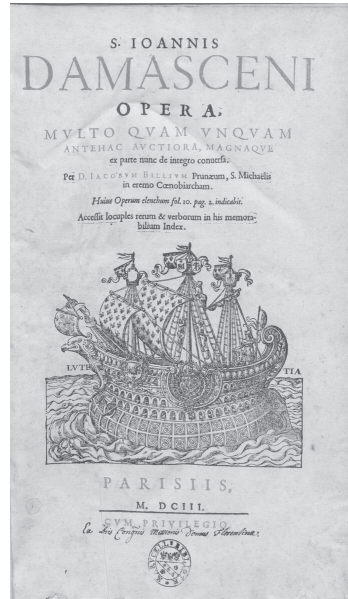 S. IOANNIS
DAMASCENI
OPERA,
MVLTO QVAM VNQVAM
ANTEHAC AVCTIORA, MAGNAQVE
ex parte nunc de integro conuersa.
Per D. IACOBVM BILLIVM Prunæum, S. Michaëlis
in eremo Cœnobiarcham.
Huius Operum elenchum fol. 10. pag. 2. indicabit.
Accessit locuples rerum & verborum in his memora-
bilium Index.
LVTE TIA
PARISIIS,
M. DCIII.
CVM PRIVILEGIO.
Domus Florentinæ.